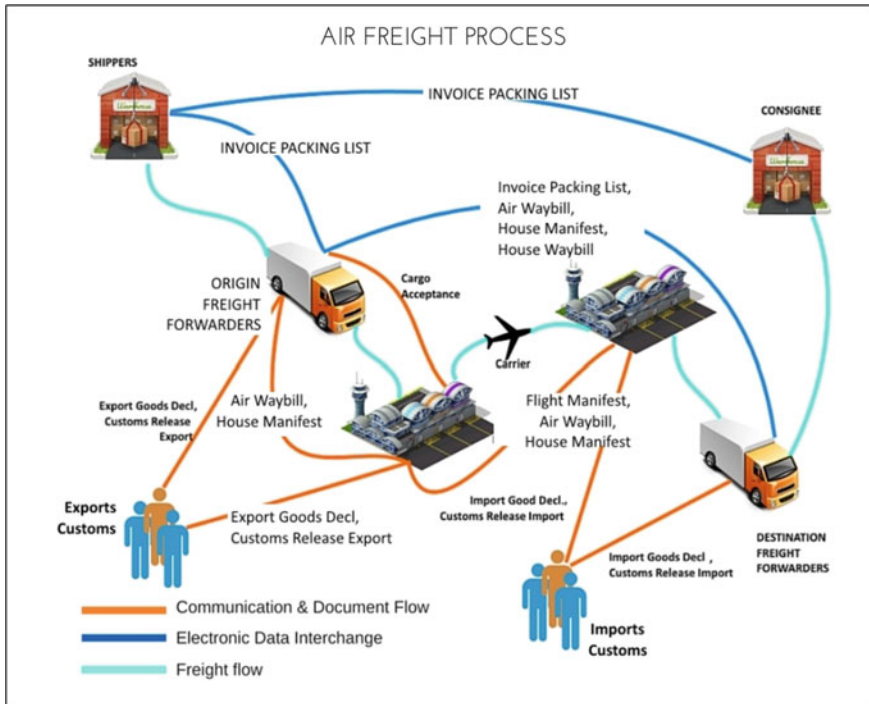 AIR FREIGHT PROCESS
SHIPPERS
INVOICE PACKING LIST
CONSIGNEE
INVOICE PACKING LIST
Invoice Packing List,
Air Waybill,
House Manifest,
House Waybill
ORIGIN
FREIGHT
FORWARDERS
Cargo
Acceptance
Carrier
Export Goods Decl,
Customs Release
Export
Air Waybill,
House Manifest
Flight Manifest,
Air Waybill,
House Manifest
Exports
Customs
Export Goods Decl,
Customs Release Export
Import Good Decl.,
Customs Release Import
Import Goods Decl ,
Customs Release Import
DESTINATION
FREIGHT
FORWARDERS
Imports
Customs
Communication & Document Flow
Electronic Data Interchange
Freight flow